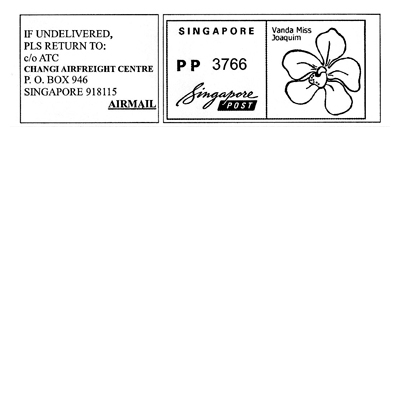 IF UNDELIVERED,
PLS RETURN TO:
c/o ATC
CHANGI AIRFREIGHT CENTRE
P. O. BOX 946
SINGAPORE 918115
AIRMAIL
SINGAPORE
PP 3766
Singapore
POST
Vanda Miss
Joaquim